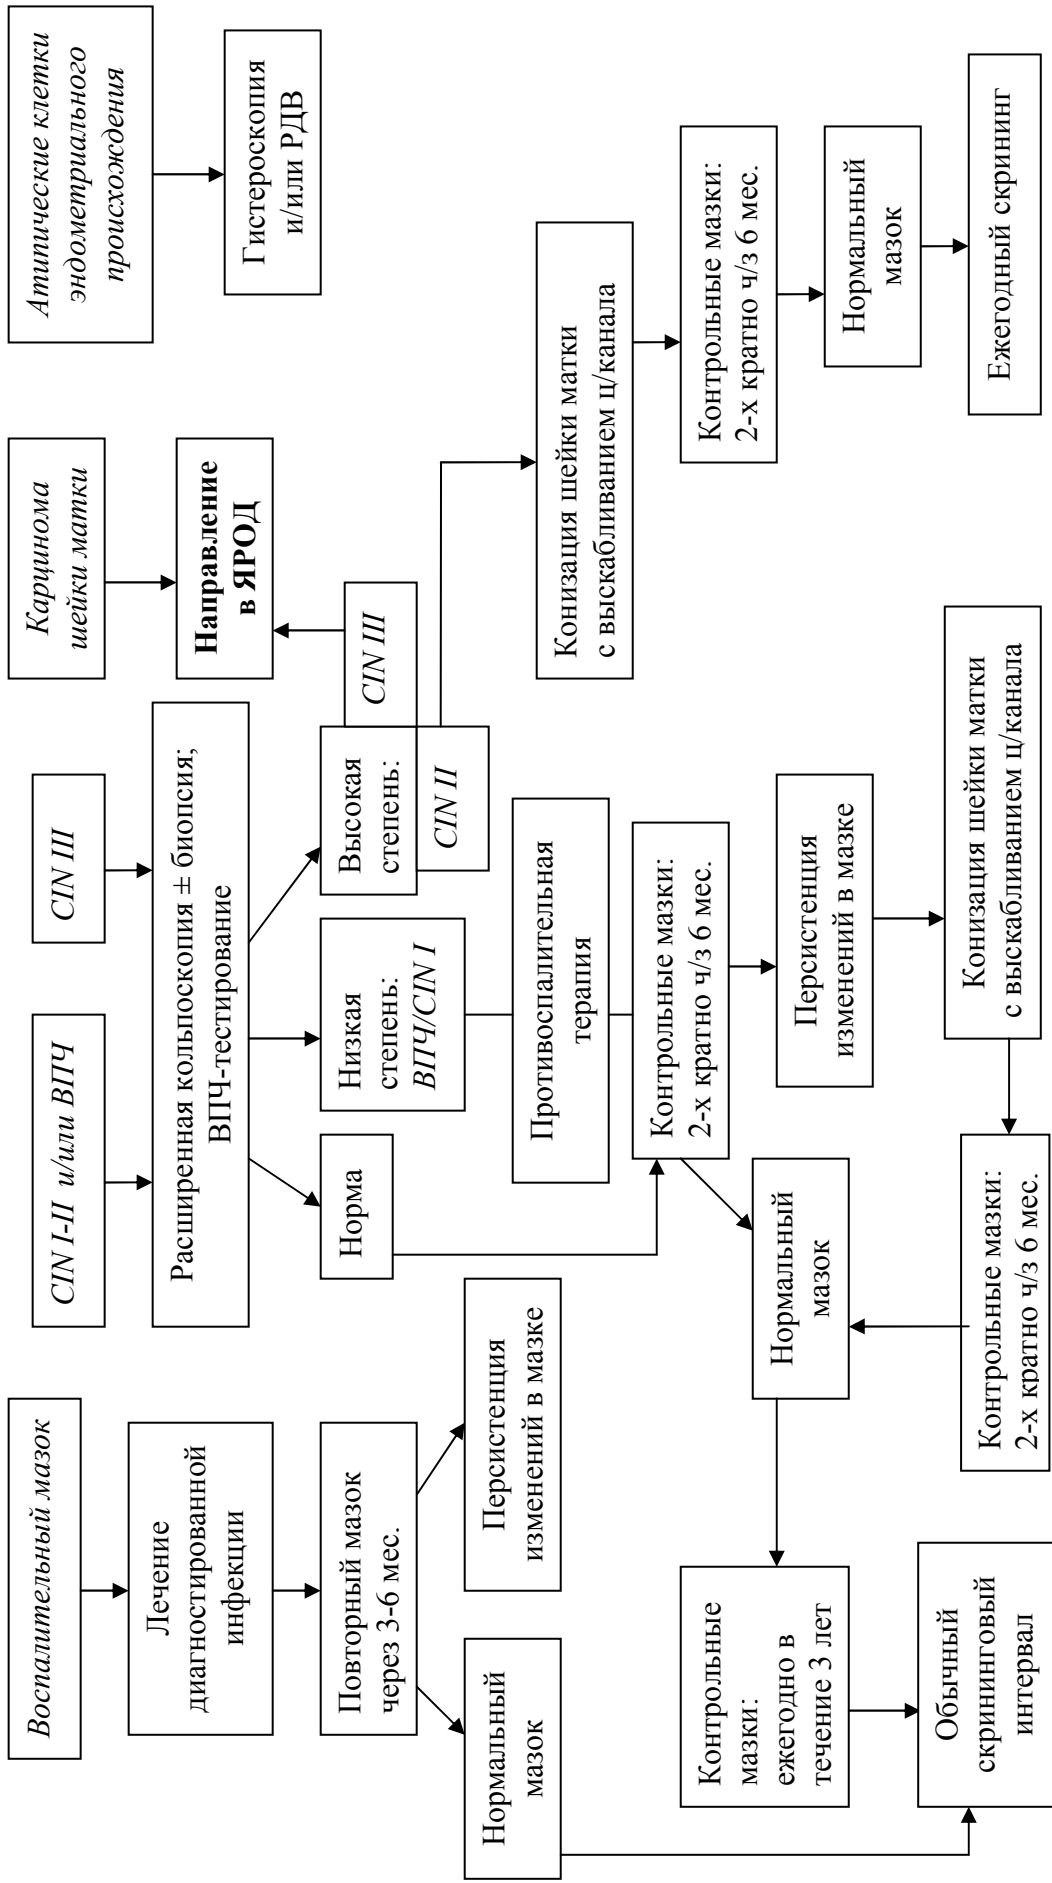 Воспалительный мазок
Лечение
диагностированной
инфекции
Повторный мазок
через 3-6 мес.
Нормальный
мазок
Персистенция
изменений в мазке
CIN I-II и/или ВПЧ
CIN III
Расширенная кольпоскопия ± биопсия;
ВПЧ-тестирование
Норма
Низкая
степень:
ВПЧ/CIN I
Высокая
степень:
CIN II
CIN III
Карцинома
шейки матки
Направление
в ЯРОД
Атипические клетки
эндометриального
происхождения
Гистероскопия
и/или РДВ
Противоспалительная
терапия
Контрольные мазки:
2-х кратно ч/з 6 мес.
Нормальный
мазок
Персистенция
изменений в мазке
Конизация шейки матки
с выскабливанием ц/канала
Контрольные мазки:
2-х кратно ч/з 6 мес.
Контрольные
мазки:
ежегодно в
течение 3 лет
Обычный
скрининговый
интервал
Конизация шейки матки
с выскабливанием ц/канала
Контрольные мазки:
2-х кратно ч/з 6 мес.
Нормальный
мазок
Ежегодный скрининг